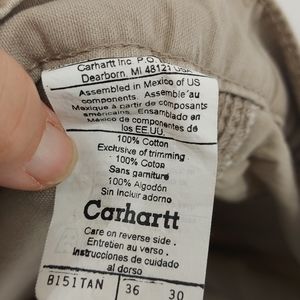 Carhartt Inc P.O.
Dearborn, MI 48121 USA
Assembled in Mexico of US
components. Assemble au
Mexique à partir de composants
américains. Ensamblado en
México de componentes de
los EE.UU.
100% Cotton
Exclusive of trimming
100% Coton
Sans garniture
100% Algodón
Sin incluir adorno
Carhartt
Care on reverse side.
Entretien au verso.
Instrucciones de cuidado
al dorso
B151TAN 36 30